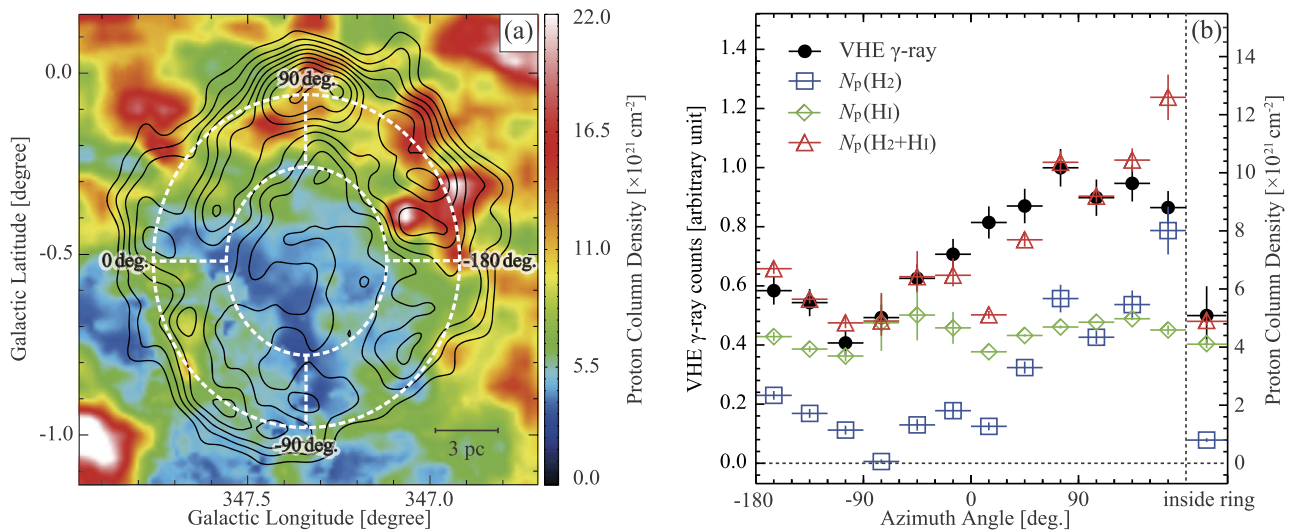 (a)
Galactic Latitude [degree]
0.0
-0.5
-1.0
90 deg.
0 deg.
-180 deg.
-90 deg.
3 pc
347.5
347.0
Galactic Longitude [degree]
22.0
16.5
11.0
5.5
0.0
Proton Column Density [×10²¹ cm⁻²]
(b)
VHE γ-ray
Nₚ(H₂)
Nₚ(HI)
Nₚ(H₂+HI)
VHE γ-ray counts [arbitrary unit]
1.4
1.2
1.0
0.8
0.6
0.4
0.2
0.0
14
12
10
8
6
4
2
0
Proton Column Density [×10²¹ cm⁻²]
-180
-90
0
90
inside ring
Azimuth Angle [deg.]